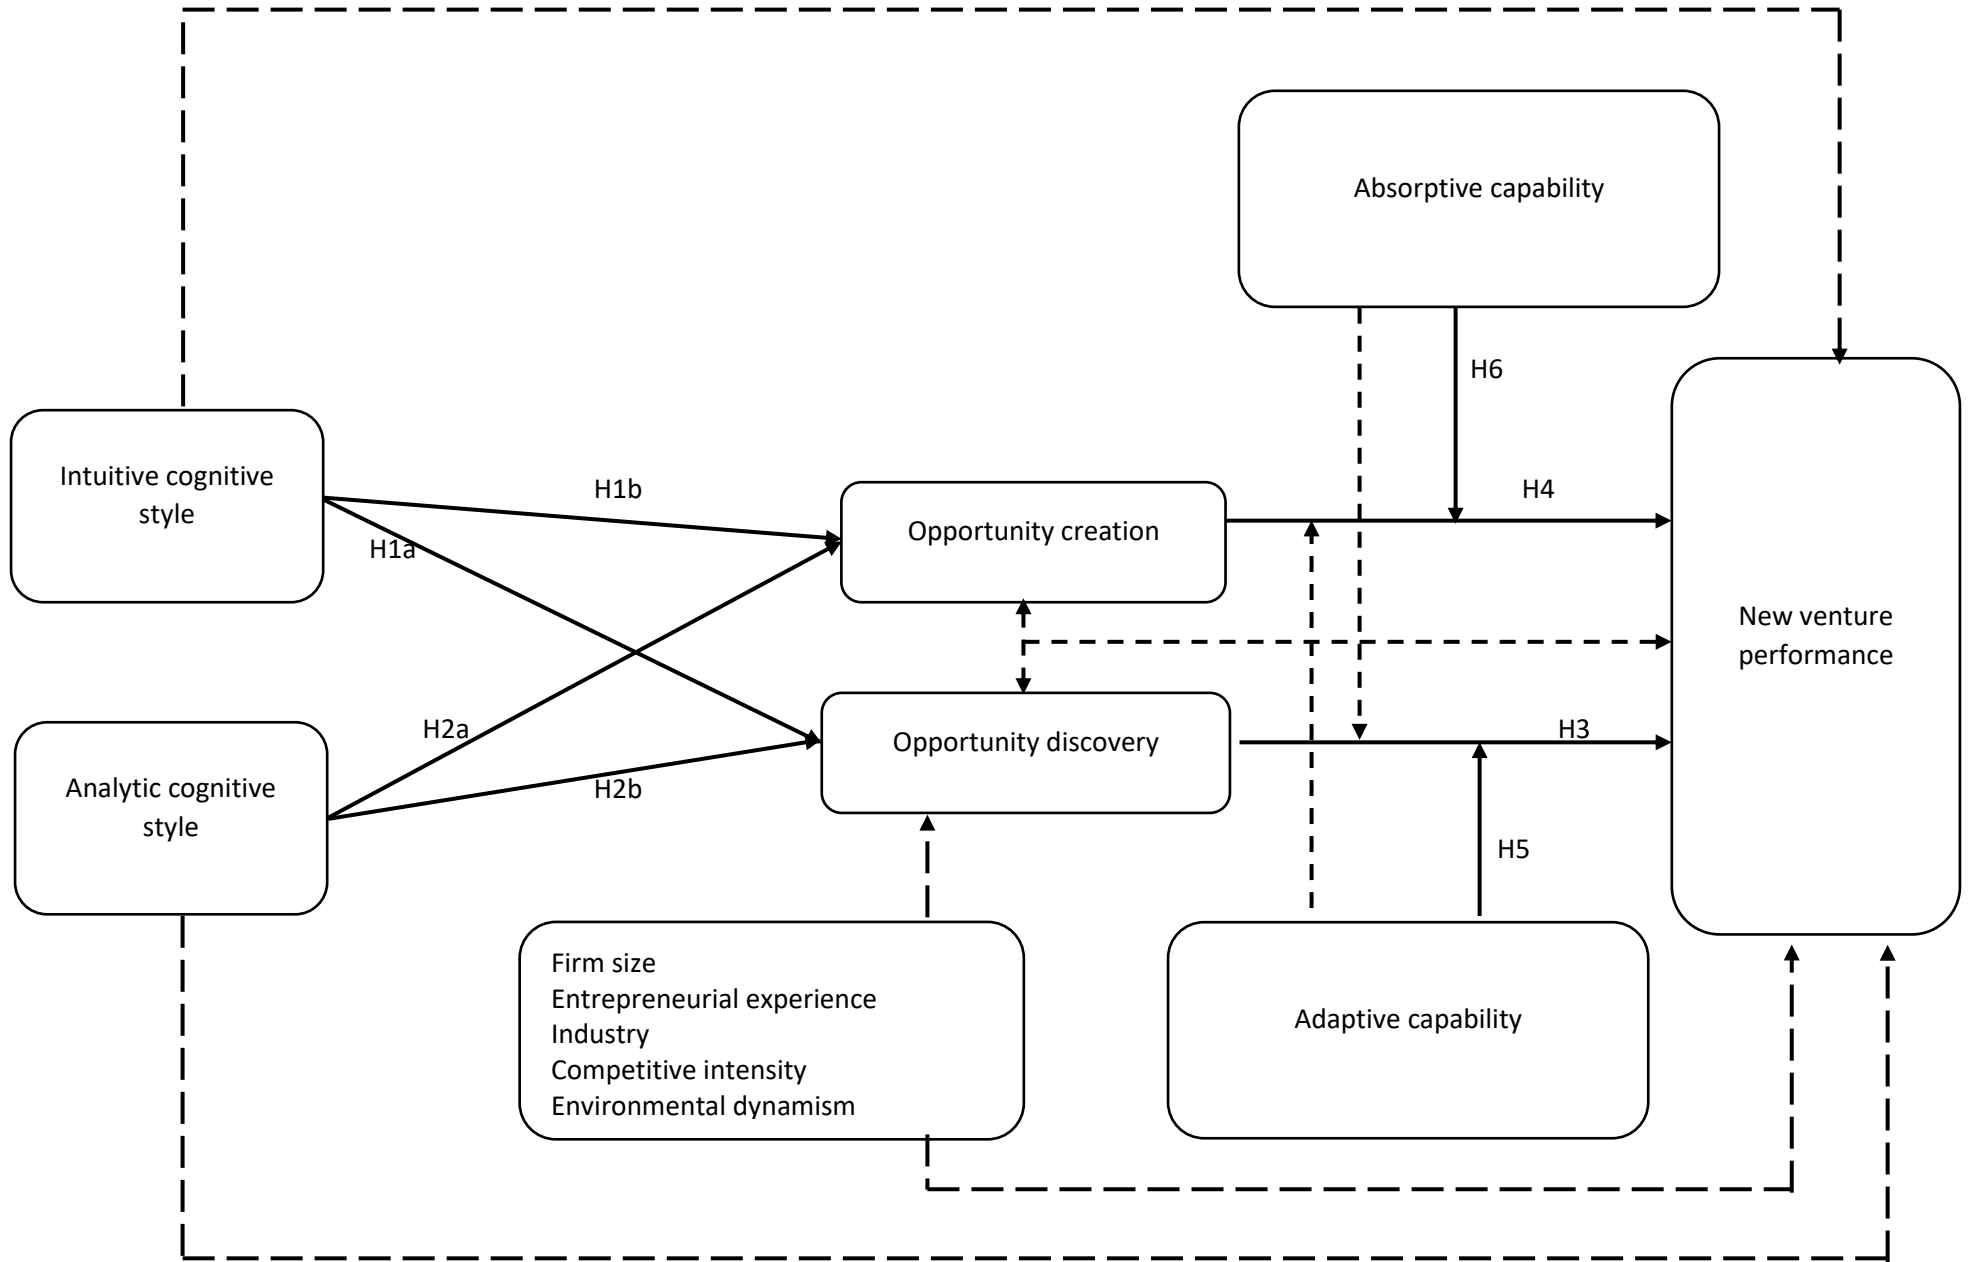 Absorptive capability
H6
Intuitive cognitive
style
H1b
H1a
Opportunity creation
H4
New venture
performance
H2a
H2b
Opportunity discovery
H3
Analytic cognitive
style
H5
Firm size
Entrepreneurial experience
Industry
Competitive intensity
Environmental dynamism
Adaptive capability